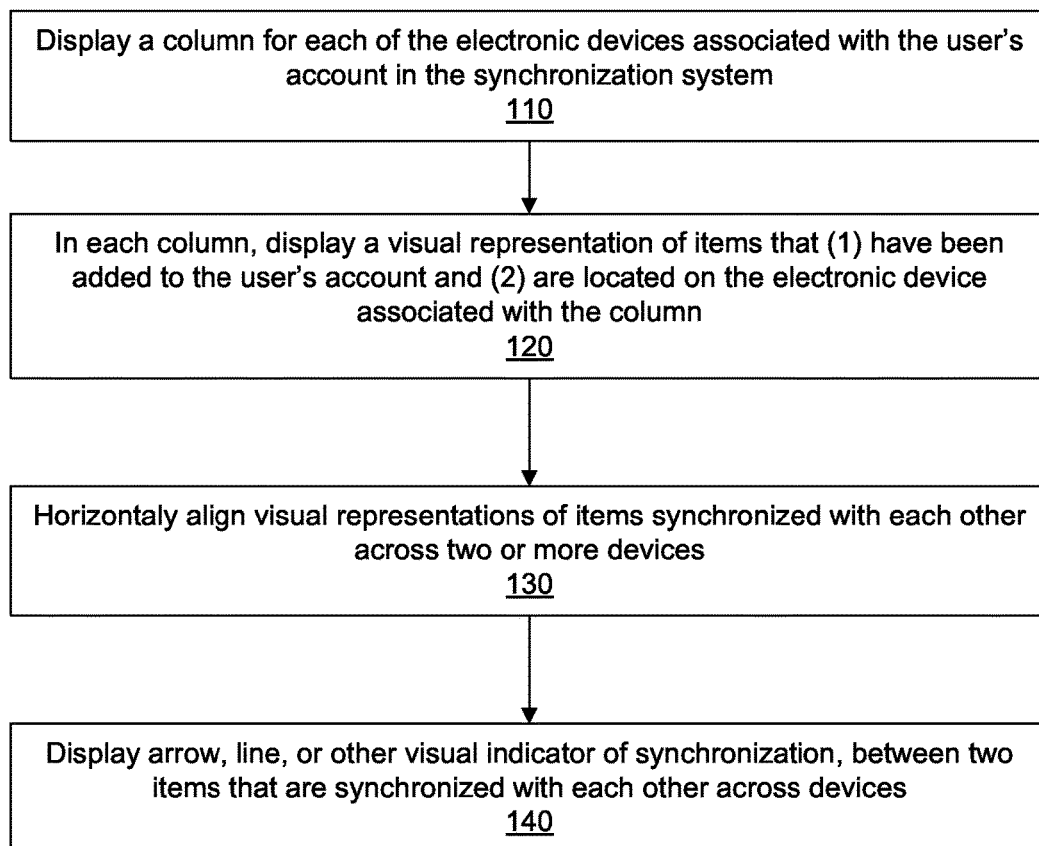 Display a column for each of the electronic devices associated with the user's
account in the synchronization system
110
In each column, display a visual representation of items that (1) have been
added to the user's account and (2) are located on the electronic device
associated with the column
120
Horizontaly align visual representations of items synchronized with each other
across two or more devices
130
Display arrow, line, or other visual indicator of synchronization, between two
items that are synchronized with each other across devices
140